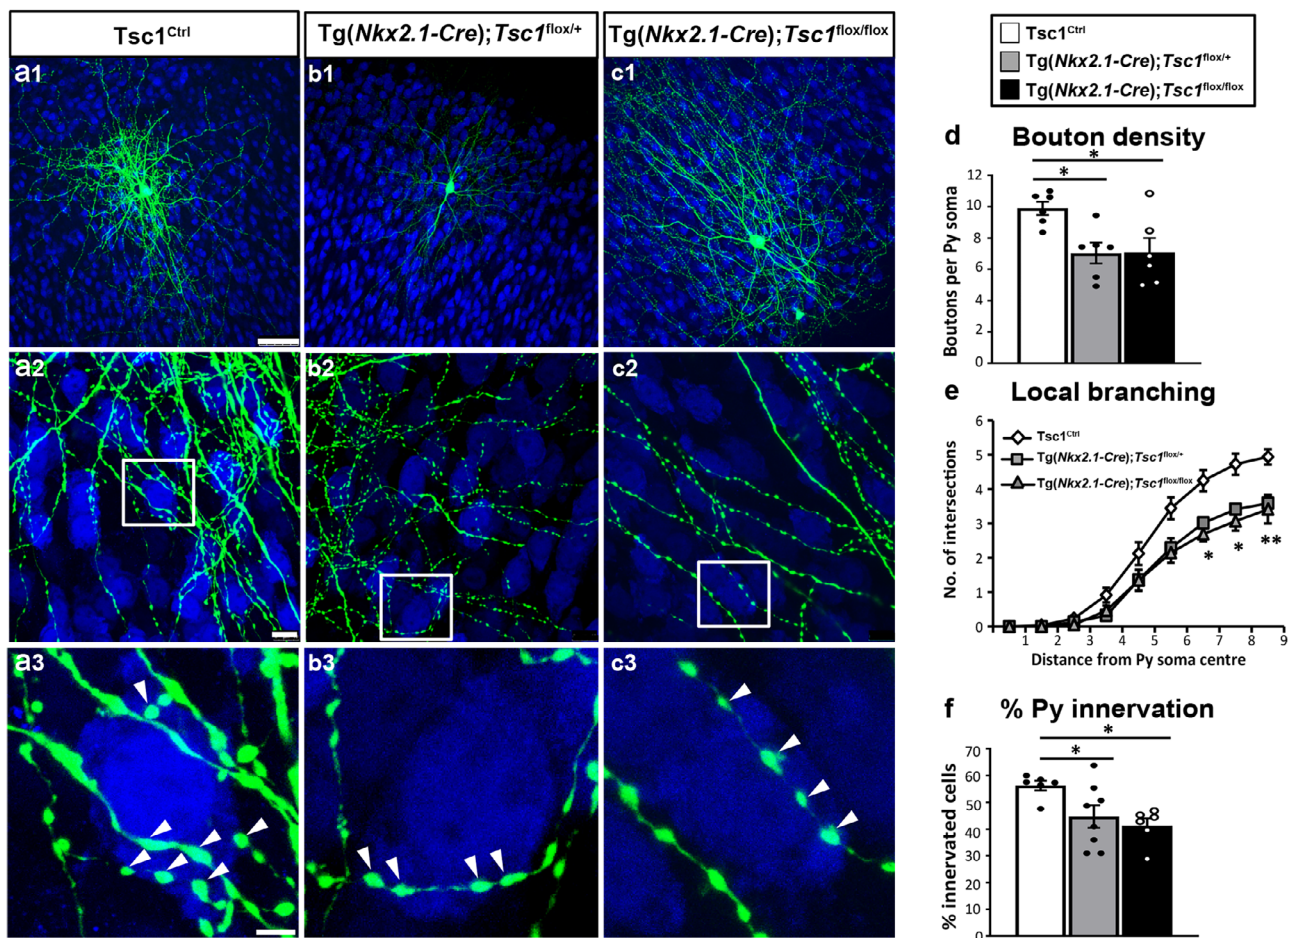 Tsc1Ctrl
Tg(Nkx2.1-Cre);Tsc1flox/+
Tg(Nkx2.1-Cre);Tsc1flox/flox
a1
b1
c1
a2
b2
c2
a3
b3
c3
Tsc1Ctrl
Tg(Nkx2.1-Cre);Tsc1flox/+
Tg(Nkx2.1-Cre);Tsc1flox/flox
d Bouton density
*
*
Boutons per Py soma
12
10
8
6
4
2
0
e Local branching
No. of intersections
6
5
4
3
2
1
0
Tsc1Ctrl
Tg(Nkx2.1-Cre);Tsc1flox/+
Tg(Nkx2.1-Cre);Tsc1flox/flox
* * **
1 2 3 4 5 6 7 8 9
Distance from Py soma centre
f % Py innervation
*
*
% innervated cells
70
60
50
40
30
20
10
0